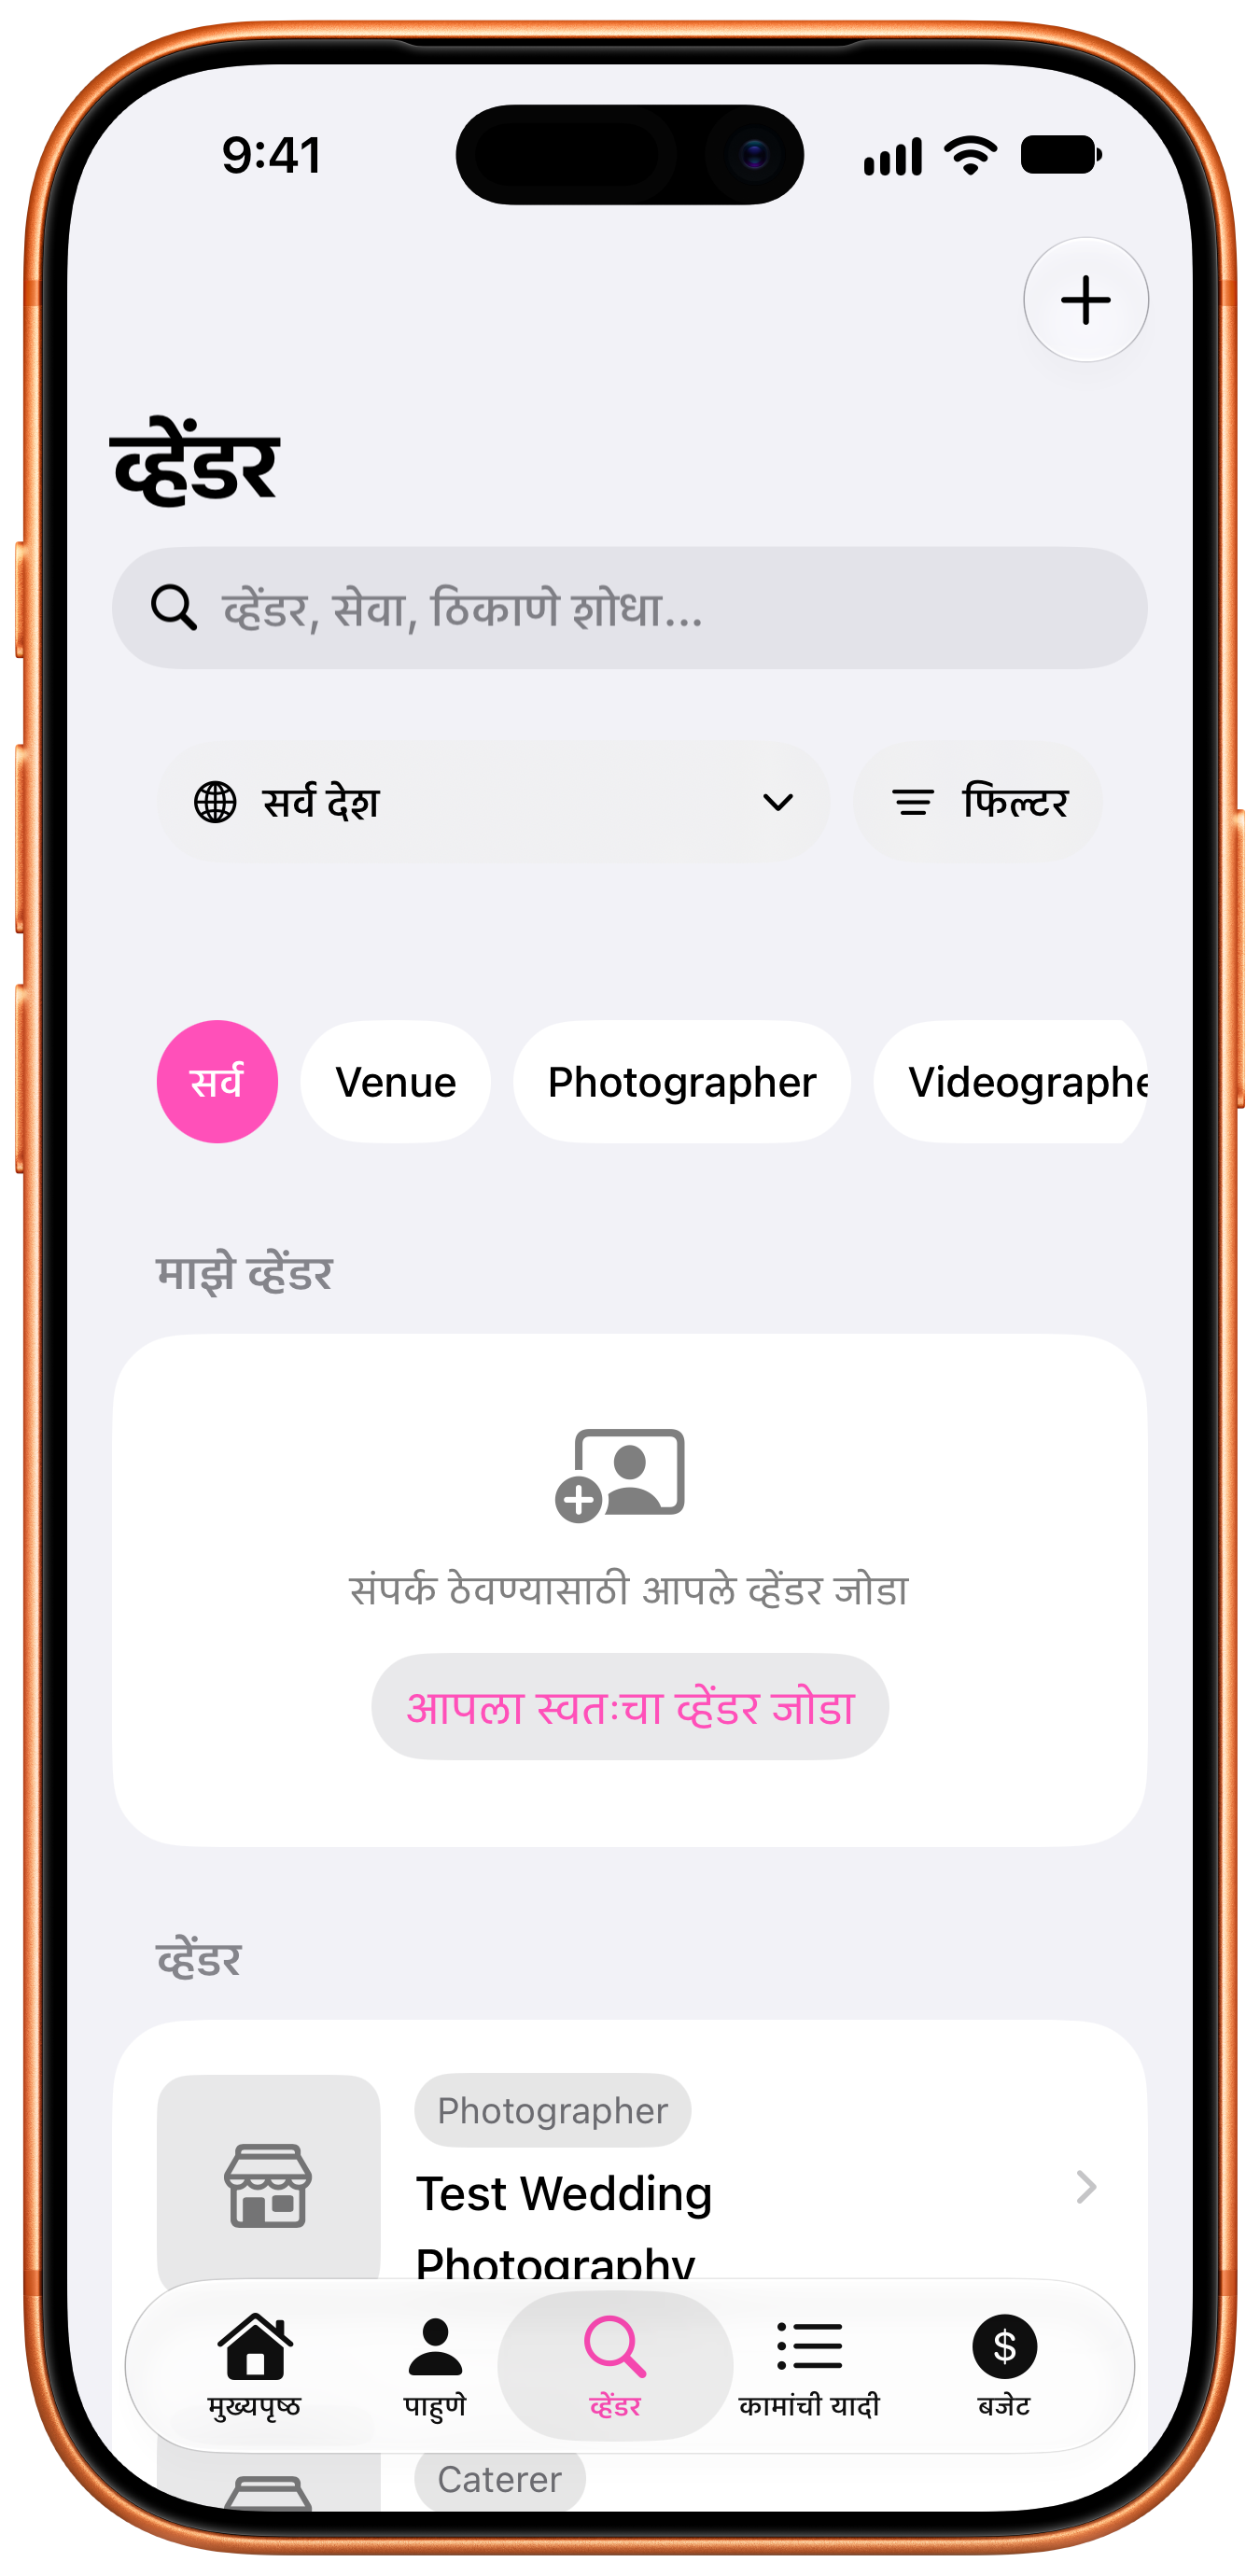 9:41
व्हेंडर
व्हेंडर, सेवा, ठिकाणे शोधा...
सर्व देश
फिल्टर
सर्व Venue Photographer Videographe
माझे व्हेंडर
संपर्क ठेवण्यासाठी आपले व्हेंडर जोडा
आपला स्वतःचा व्हेंडर जोडा
व्हेंडर
Photographer
Test Wedding
Photography
$
मुख्यपृष्ठ पाहुणे व्हेंडर कामांची यादी बजेट
Caterer